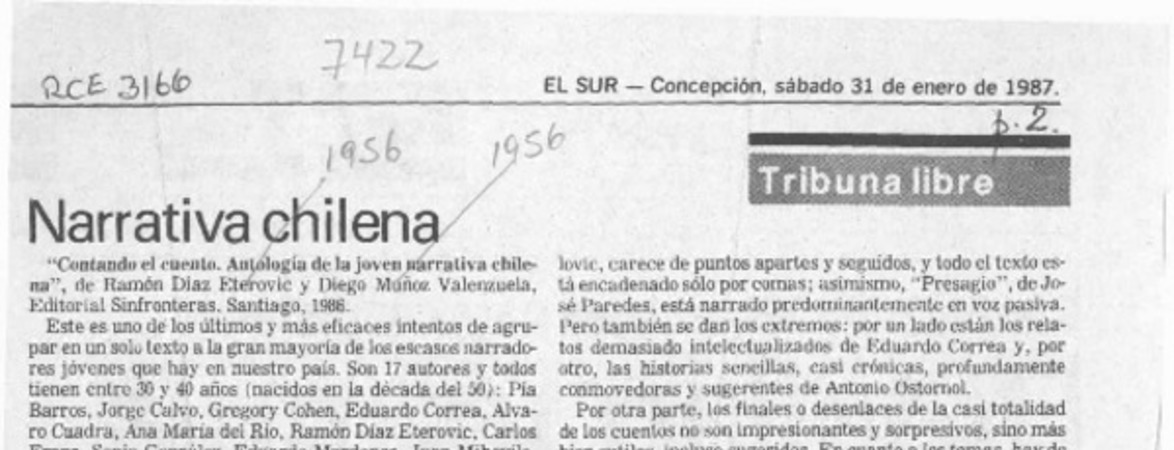 RCE 3166
7422
EL SUR — Concepción, sábado 31 de enero de 1987.
p. 2.
1956
1956
Tribuna libre
Narrativa chilena
"Contando el cuento. Antología de la joven narrativa chile-
na", de Ramón Díaz Eterovic y Diego Muñoz Valenzuela,
Editorial Sinfronteras. Santiago, 1986.
Este es uno de los últimos y más eficaces intentos de agru-
par en un solo texto a la gran mayoría de los escasos narrado-
res jóvenes que hay en nuestro país. Son 17 autores y todos
tienen entre 30 y 40 años (nacidos en la década del 50): Pía
Barros, Jorge Calvo, Gregory Cohen, Eduardo Correa, Alva-
ro Cuadra, Ana María del Río, Ramón Díaz Eterovic, Carlos
lovic, carece de puntos apartes y seguidos, y todo el texto es-
tá encadenado sólo por comas; asimismo, "Presagio", de Jo-
sé Paredes, está narrado predominantemente en voz pasiva.
Pero también se dan los extremos: por un lado están los rela-
tos demasiado intelectualizados de Eduardo Correa y, por
otro, las historias sencillas, casi crónicas, profundamente
conmovedoras y sugerentes de Antonio Ostornol.
Por otra parte, los finales o desenlaces de la casi totalidad
de los cuentos no son impresionantes y sorpresivos, sino más